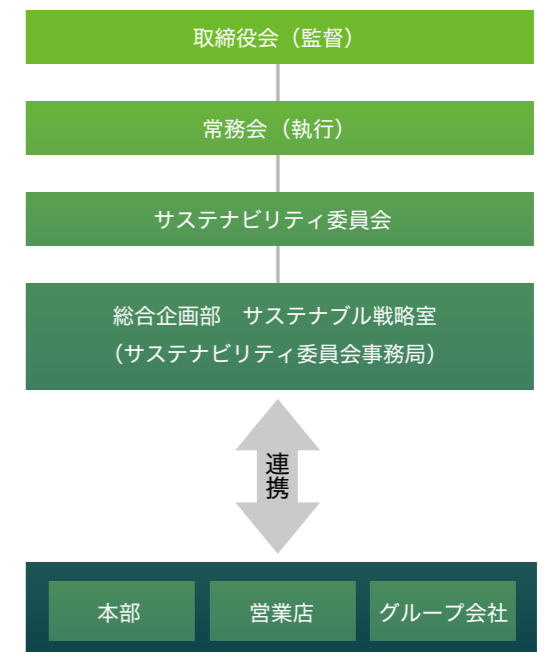 取締役会（監督）
常務会（執行）
サステナビリティ委員会
総合企画部　サステナブル戦略室
（サステナビリティ委員会事務局）
連携
本部
営業店
グループ会社